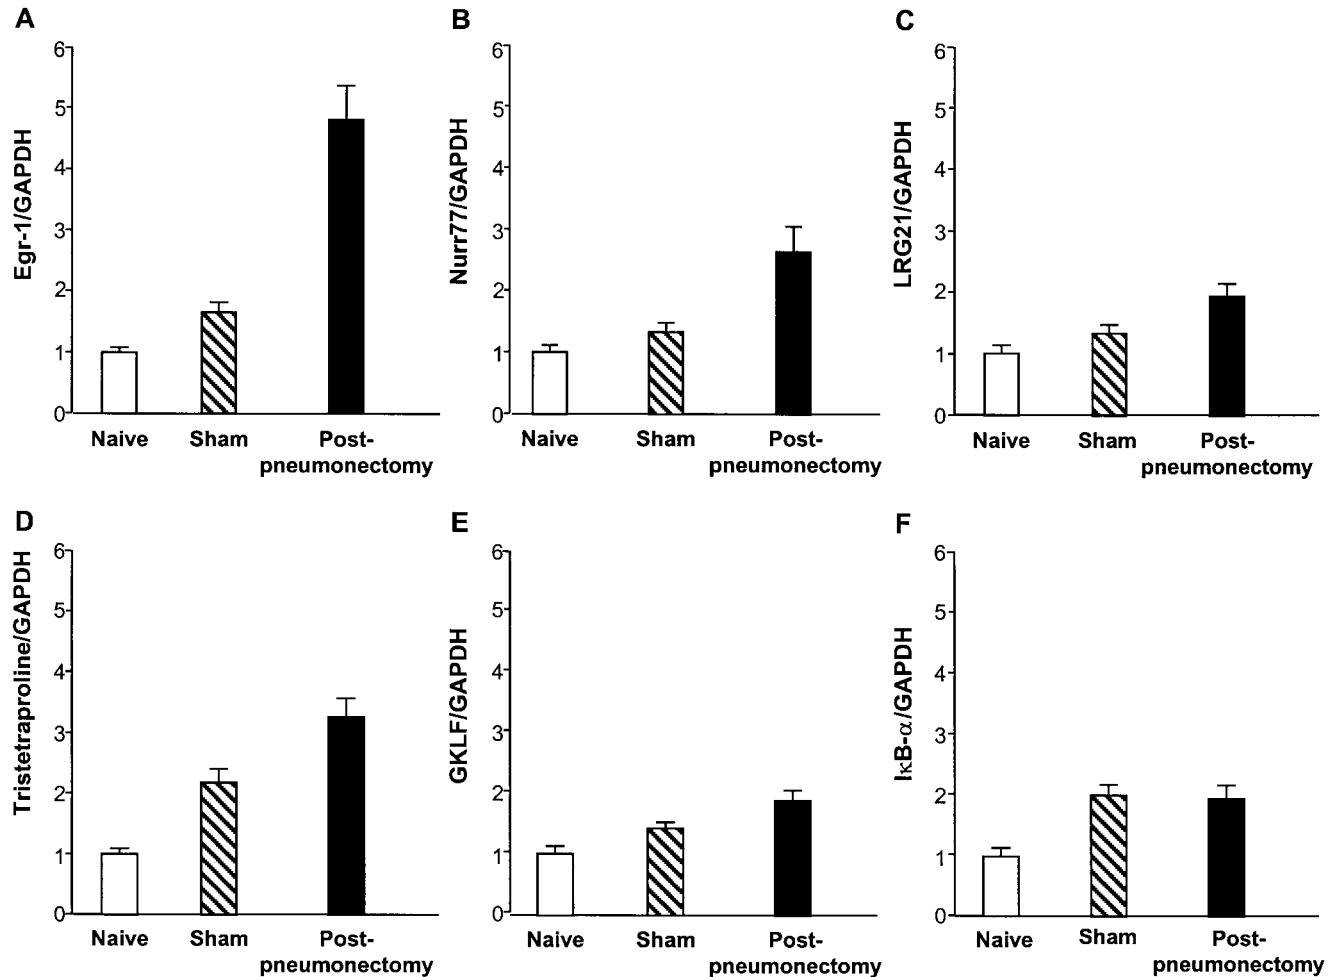 A
Egr-1/GAPDH
6
5
4
3
2
1
0
Naive
Sham
Post-
pneumonectomy
B
Nurr77/GAPDH
6
5
4
3
2
1
0
Naive
Sham
Post-
pneumonectomy
C
LRG21/GAPDH
6
5
4
3
2
1
0
Naive
Sham
Post-
pneumonectomy
D
Tristetraproline/GAPDH
6
5
4
3
2
1
0
Naive
Sham
Post-
pneumonectomy
E
GKLF/GAPDH
6
5
4
3
2
1
0
Naive
Sham
Post-
pneumonectomy
F
IκB-α/GAPDH
6
5
4
3
2
1
0
Naive
Sham
Post-
pneumonectomy